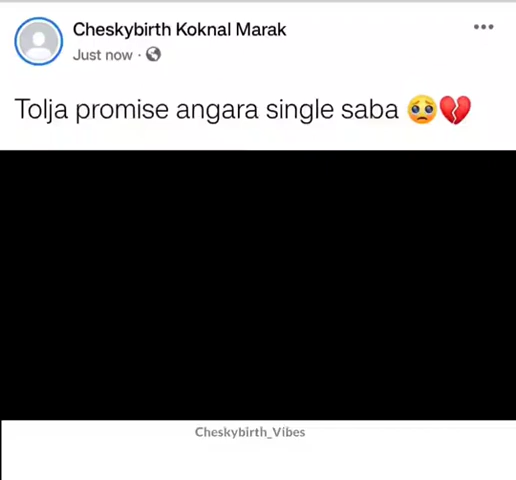 Cheskybirth Koknal Marak
Just now ·
Tolja promise angara single saba 🥺💔
Cheskybirth_Vibes